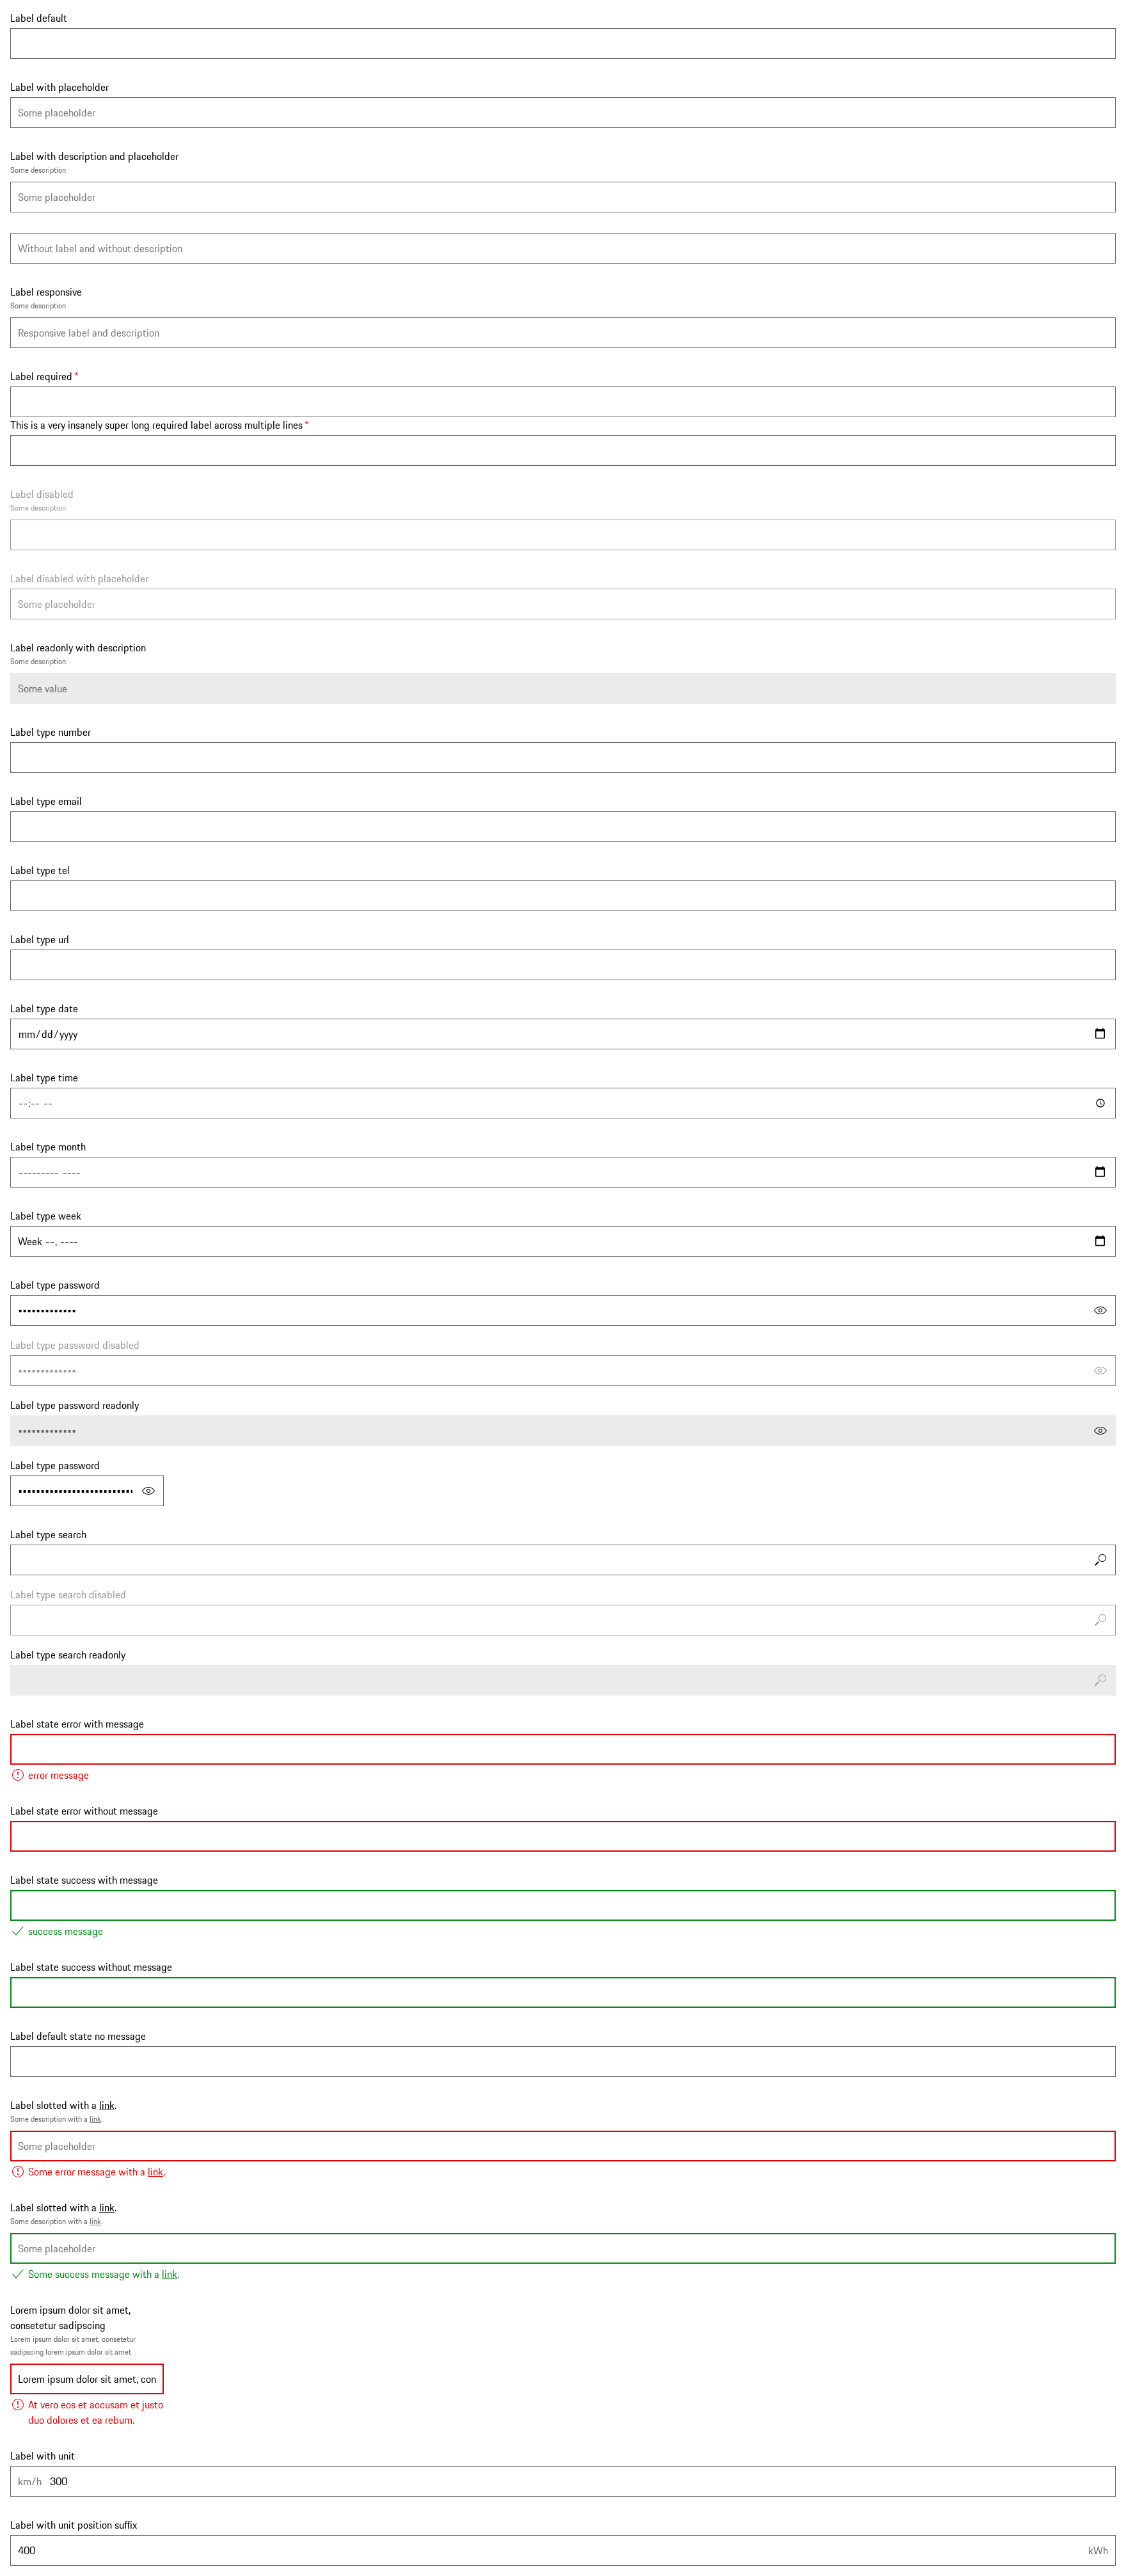 Label default
Label with placeholder
Some placeholder
Label with description and placeholder
Some description
Some placeholder
Without label and without description
Label responsive
Some description
Responsive label and description
Label required *
This is a very insanely super long required label across multiple lines *
Label disabled
Some description
Label disabled with placeholder
Some placeholder
Label readonly with description
Some description
Some value
Label type number
Label type email
Label type tel
Label type url
Label type date
mm/dd/yyyy
Label type time
--:-- --
Label type month
--------- ----
Label type week
Week --, ----
Label type password
•••••••••••••
Label type password disabled
•••••••••••••
Label type password readonly
•••••••••••••
Label type password
••••••••••••••••••••••••••
Label type search
Label type search disabled
Label type search readonly
Label state error with message
error message
Label state error without message
Label state success with message
success message
Label state success without message
Label default state no message
Label slotted with a link.
Some description with a link.
Some placeholder
Some error message with a link.
Label slotted with a link.
Some description with a link.
Some placeholder
Some success message with a link.
Lorem ipsum dolor sit amet,
consetetur sadipscing
Lorem ipsum dolor sit amet, consetetur
sadipscing lorem ipsum dolor sit amet
Lorem ipsum dolor sit amet, con
At vero eos et accusam et justo
duo dolores et ea rebum.
Label with unit
km/h 300
Label with unit position suffix
400 kWh